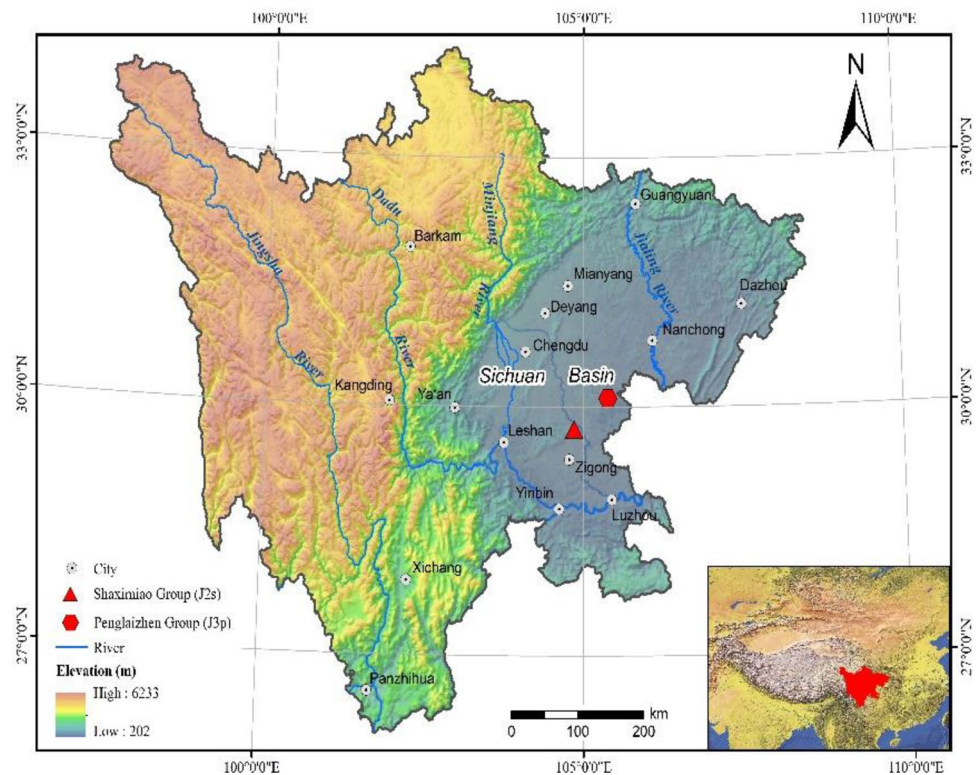 100°0'0"E 105°0'0"E 110°0'0"E
N
33°0'0"N
33°0'0"N
Guangyuan
Dadu
Minjiang
Barkam
Jingsha
Jialing
River
Mianyang
Dazhou
River
Deyang
Nanchong
Chengdu
River
River
Sichuan Basin
30°0'0"N
Kangding
Ya'an
30°0'0"N
Leshan
Zigong
Yinbin
Luzhou
City
Xichang
Shaximiao Group (J2s)
Penglaizhen Group (J3p)
27°0'0"N
River
27°0'0"N
Elevation (m)
High : 6233
Panzhihua
Low : 202
km
0 100 200
100°0'0"E 105°0'0"E 110°0'0"E